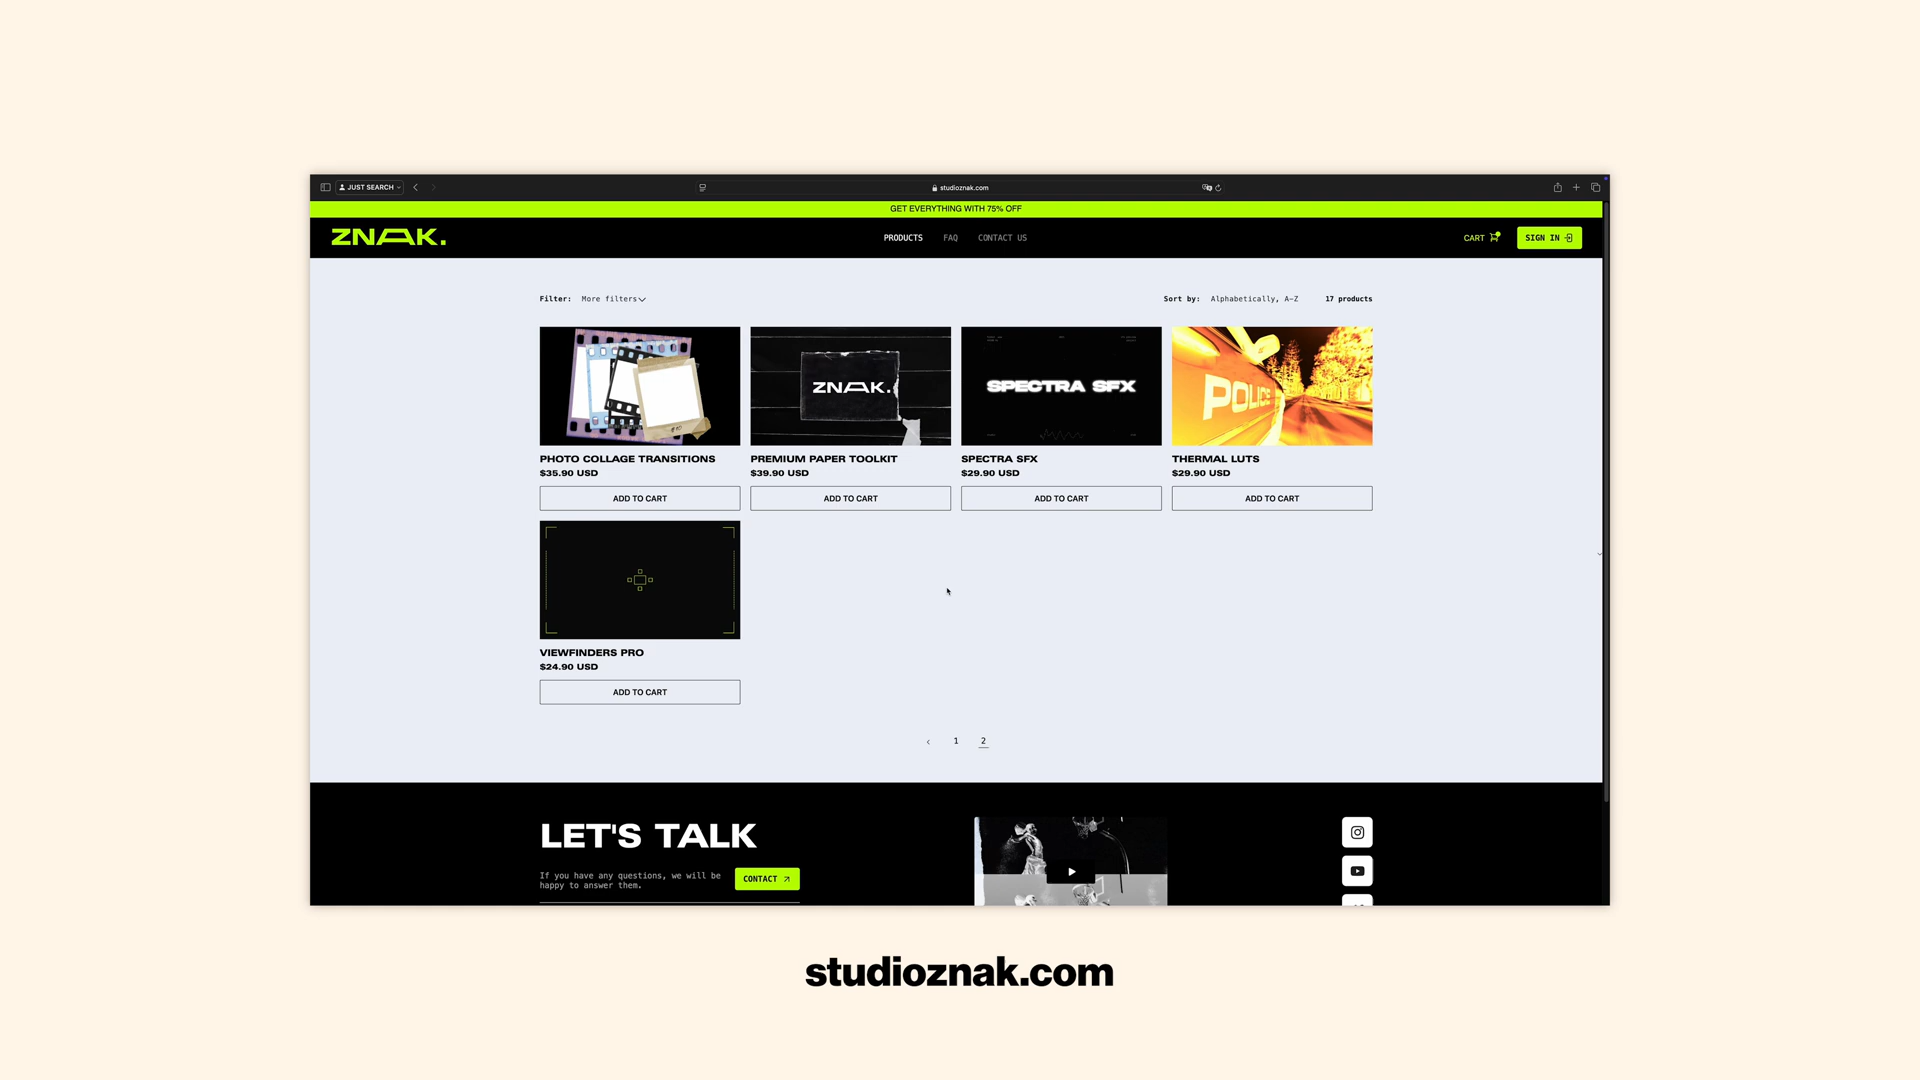 JUST SEARCH
studioznak.com
GET EVERYTHING WITH 75% OFF
ZNAK.
PRODUCTS
FAQ
CONTACT US
CART
SIGN IN
Filter: More filters
Sort by: Alphabetically, A-Z
17 products
ZNAK.
SPECTRA SFX
POLICE
PHOTO COLLAGE TRANSITIONS
$35.90 USD
ADD TO CART
PREMIUM PAPER TOOLKIT
$39.90 USD
ADD TO CART
SPECTRA SFX
$29.90 USD
ADD TO CART
THERMAL LUTS
$29.90 USD
ADD TO CART
VIEWFINDERS PRO
$24.90 USD
ADD TO CART
1
2
LET'S TALK
If you have any questions, we will be
happy to answer them.
CONTACT
studioznak.com